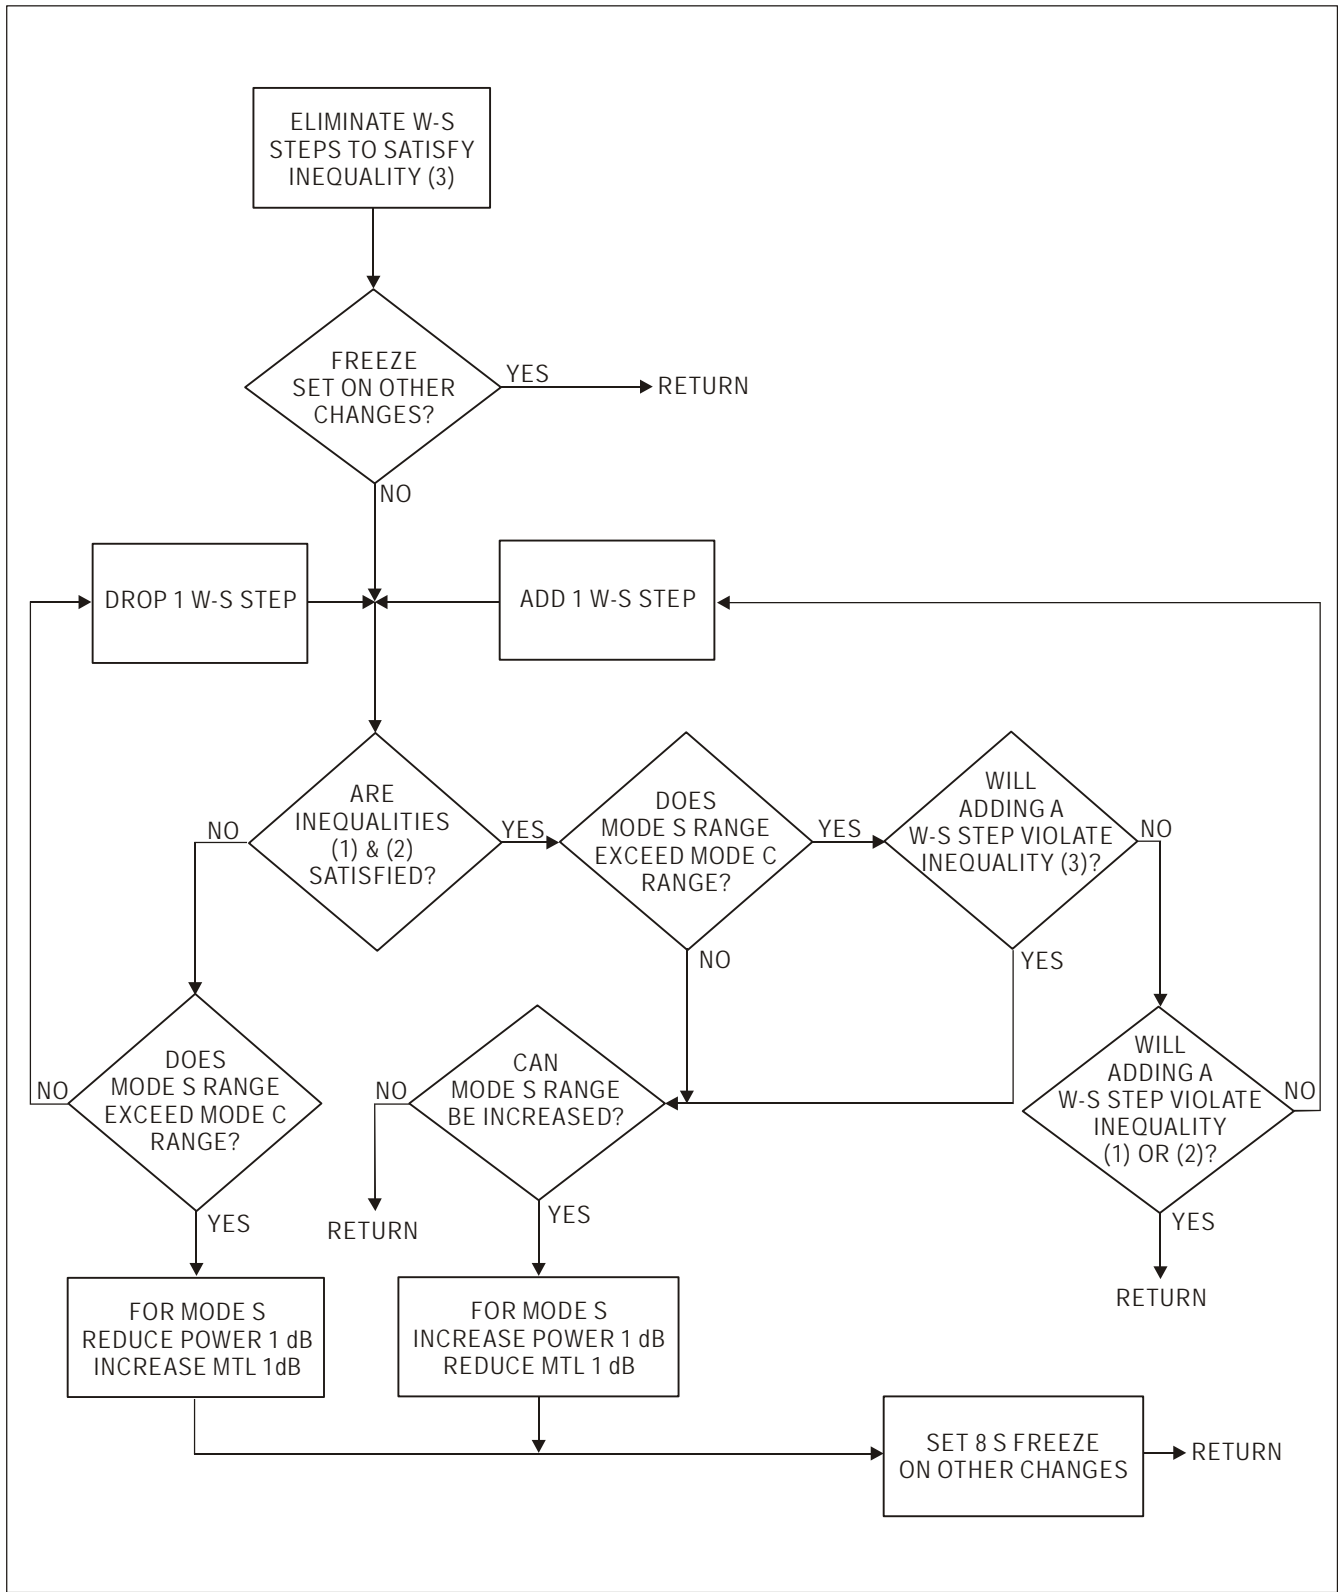 ELIMINATE W-S
STEPS TO SATISFY
INEQUALITY (3)
FREEZE
SET ON OTHER
CHANGES?
YES
RETURN
NO
DROP 1 W-S STEP
ADD 1 W-S STEP
ARE
INEQUALITIES
(1) & (2)
SATISFIED?
NO
YES
DOES
MODE S RANGE
EXCEED MODE C
RANGE?
YES
NO
WILL
ADDING A
W-S STEP VIOLATE
INEQUALITY (3)?
NO
YES
DOES
MODE S RANGE
EXCEED MODE C
RANGE?
NO
YES
CAN
MODE S RANGE
BE INCREASED?
NO
RETURN
YES
WILL
ADDING A
W-S STEP VIOLATE
INEQUALITY
(1) OR (2)?
NO
YES
RETURN
FOR MODE S
REDUCE POWER 1 dB
INCREASE MTL 1dB
FOR MODE S
INCREASE POWER 1 dB
REDUCE MTL 1 dB
SET 8 S FREEZE
ON OTHER CHANGES
RETURN